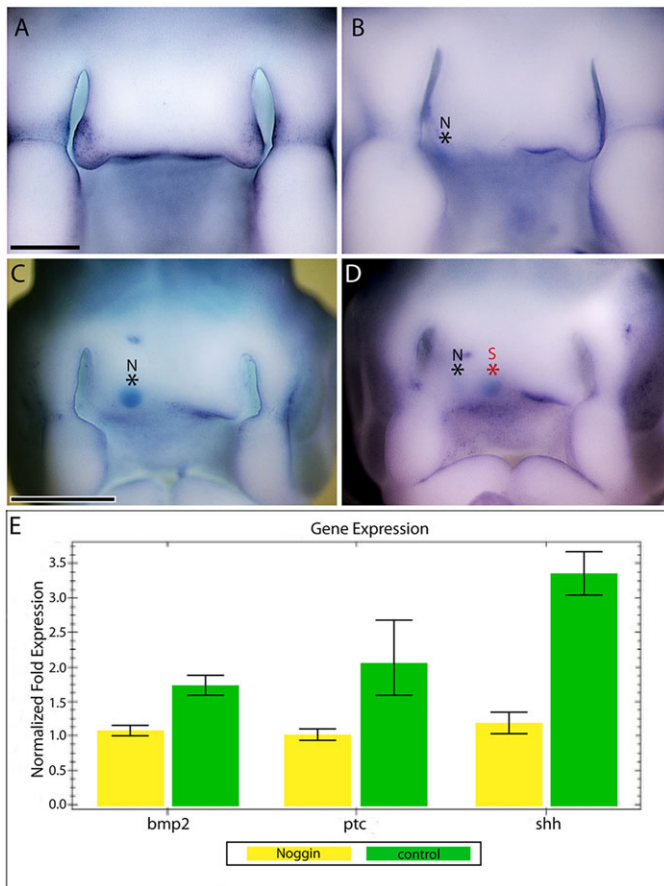 A
B
N
*
C
N
*
D
N
*
S
*
E
Gene Expression
Normalized Fold Expression
3.5
3.0
2.5
2.0
1.5
1.0
0.5
0.0
bmp2
ptc
shh
Noggin
control